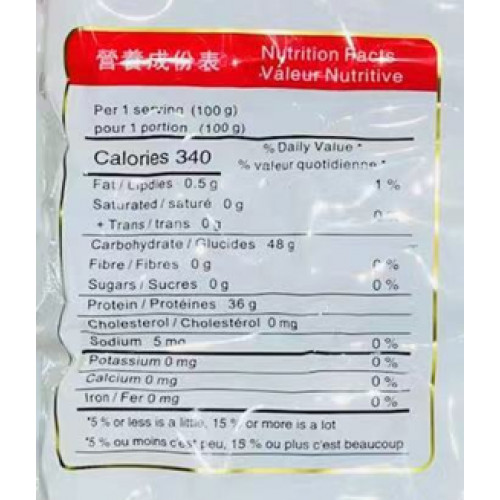 營養成份表
Nutrition Facts
Valeur Nutritive
Per 1 serving (100 g)
pour 1 portion (100 g)
Calories 340
% Daily Value *
% valeur quotidienne *
Fat / Lipdies 0.5 g 1 %
Saturated / saturé 0 g
+ Trans / trans 0 g
Carbohydrate / Glucides 48 g
Fibre / Fibres 0 g 0 %
Sugars / Sucres 0 g 0 %
Protein / Protéines 36 g
Cholesterol / Cholestérol 0 mg
Sodium 5 mg 0 %
Potassium 0 mg 0 %
Calcium 0 mg 0 %
Iron / Fer 0 mg 0 %
*5 % or less is a little, 15 % or more is a lot
*5 % ou moins c'est peu, 15 % ou plus c'est beaucoup